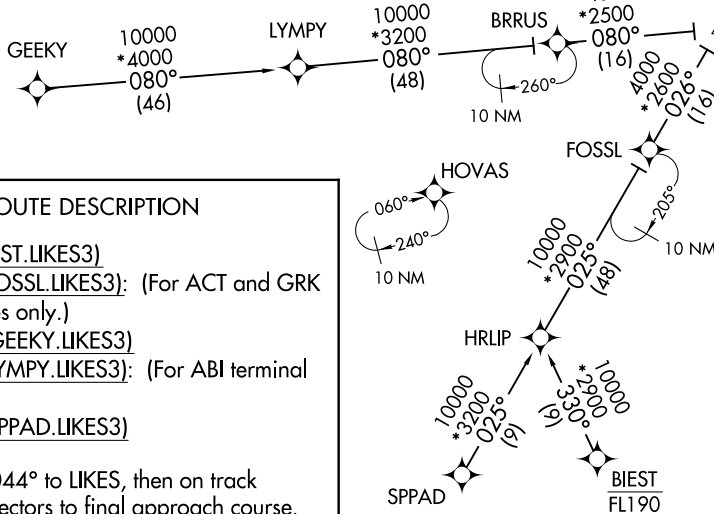 GEEKY
10000
*4000
080°
(46)
LYMPY
10000
*3200
080°
(48)
BRRUS
*2500
080°
(16)
260°
10 NM
4000
*2600
026°
(16)
FOSSL
205°
10 NM
HOVAS
060°
240°
10 NM
10000
*2900
025°
(48)
HRLIP
10000
*3200
025°
(9)
10000
*2900
330°
(9)
SPPAD
BIEST
FL190
OUTE DESCRIPTION
ST.LIKES3)
OSSL.LIKES3): (For ACT and GRK
s only.)
GEEKY.LIKES3)
YMPY.LIKES3): (For ABI terminal
PPAD.LIKES3)
044° to LIKES, then on track
ectors to final approach course.